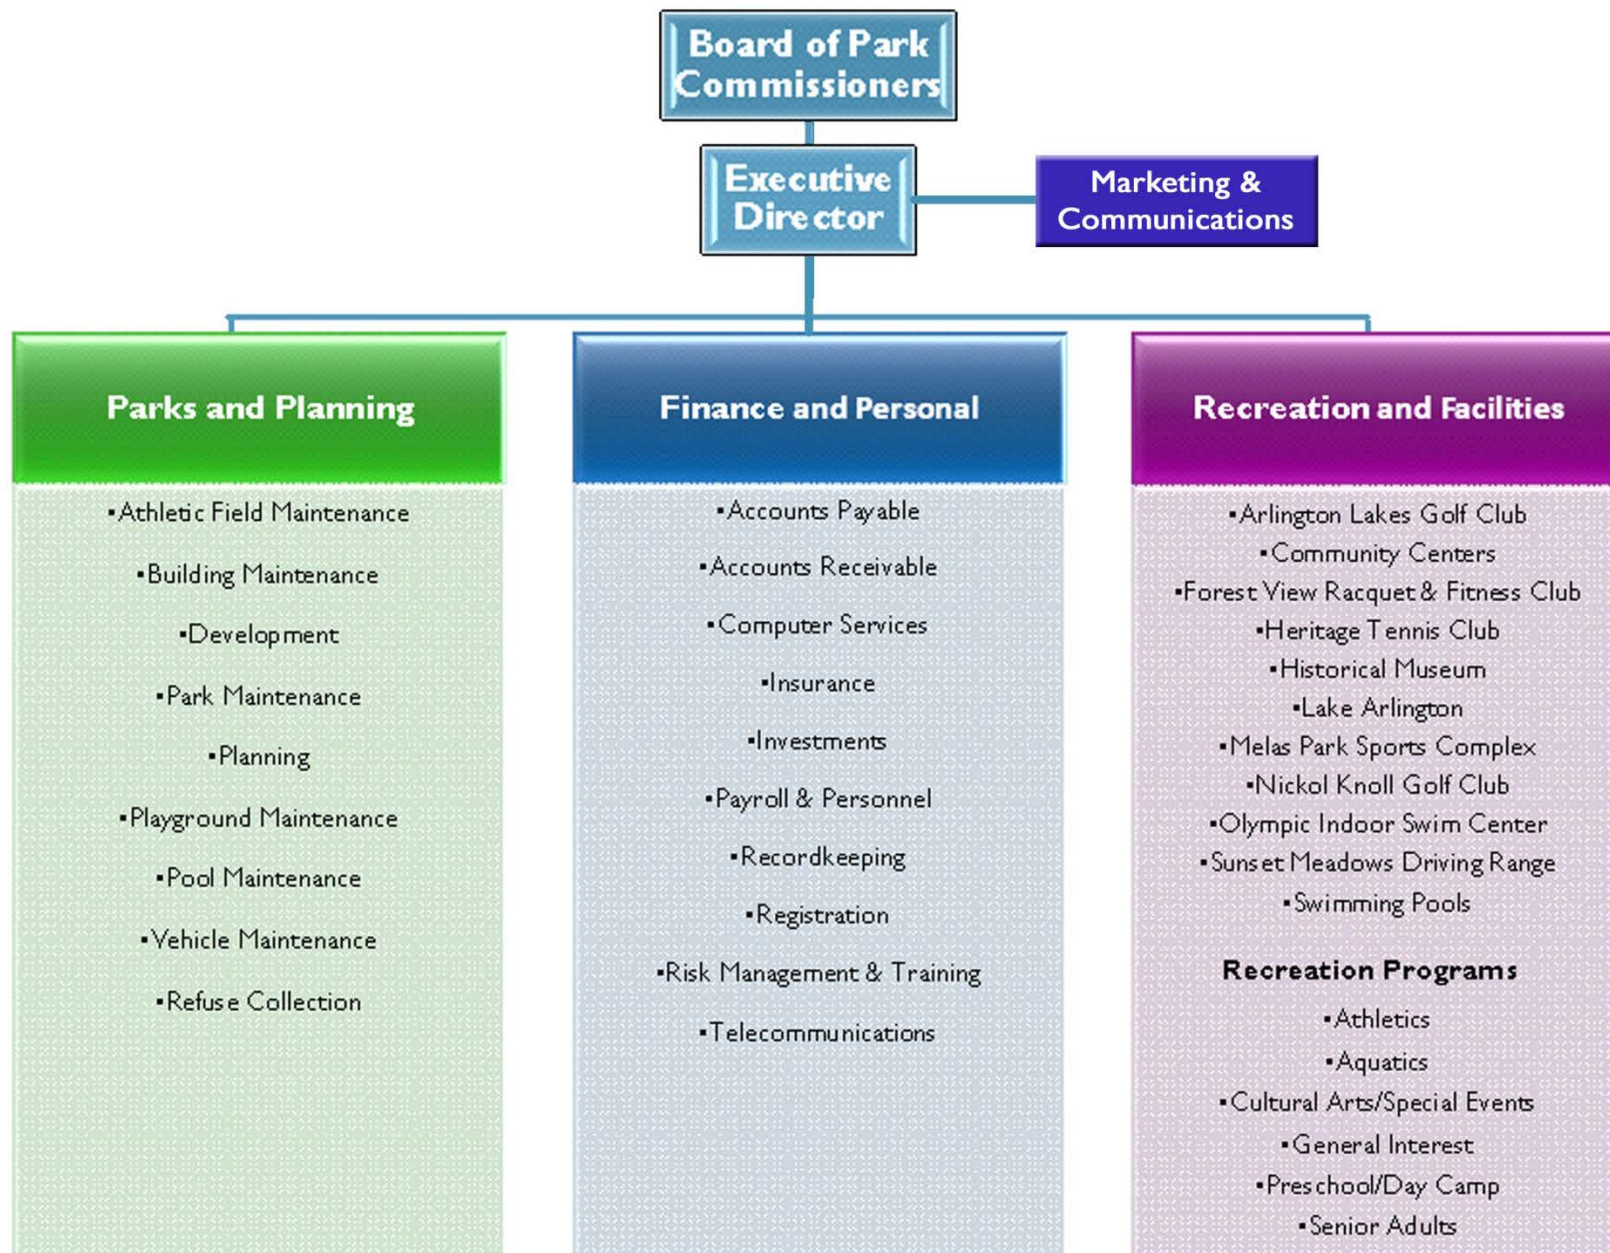 Board of Park
Commissioners
Executive
Director
Marketing &
Communications
Parks and Planning
▪Athletic Field Maintenance
▪Building Maintenance
▪Development
▪Park Maintenance
▪Planning
▪Playground Maintenance
▪Pool Maintenance
▪Vehicle Maintenance
▪Refuse Collection
Finance and Personal
▪Accounts Payable
▪Accounts Receivable
▪Computer Services
▪Insurance
▪Investments
▪Payroll & Personnel
▪Recordkeeping
▪Registration
▪Risk Management & Training
▪Telecommunications
Recreation and Facilities
▪Arlington Lakes Golf Club
▪Community Centers
▪Forest View Racquet & Fitness Club
▪Heritage Tennis Club
▪Historical Museum
▪Lake Arlington
▪Melas Park Sports Complex
▪Nickol Knoll Golf Club
▪Olympic Indoor Swim Center
▪Sunset Meadows Driving Range
▪Swimming Pools
Recreation Programs
▪Athletics
▪Aquatics
▪Cultural Arts/Special Events
▪General Interest
▪Preschool/Day Camp
▪Senior Adults